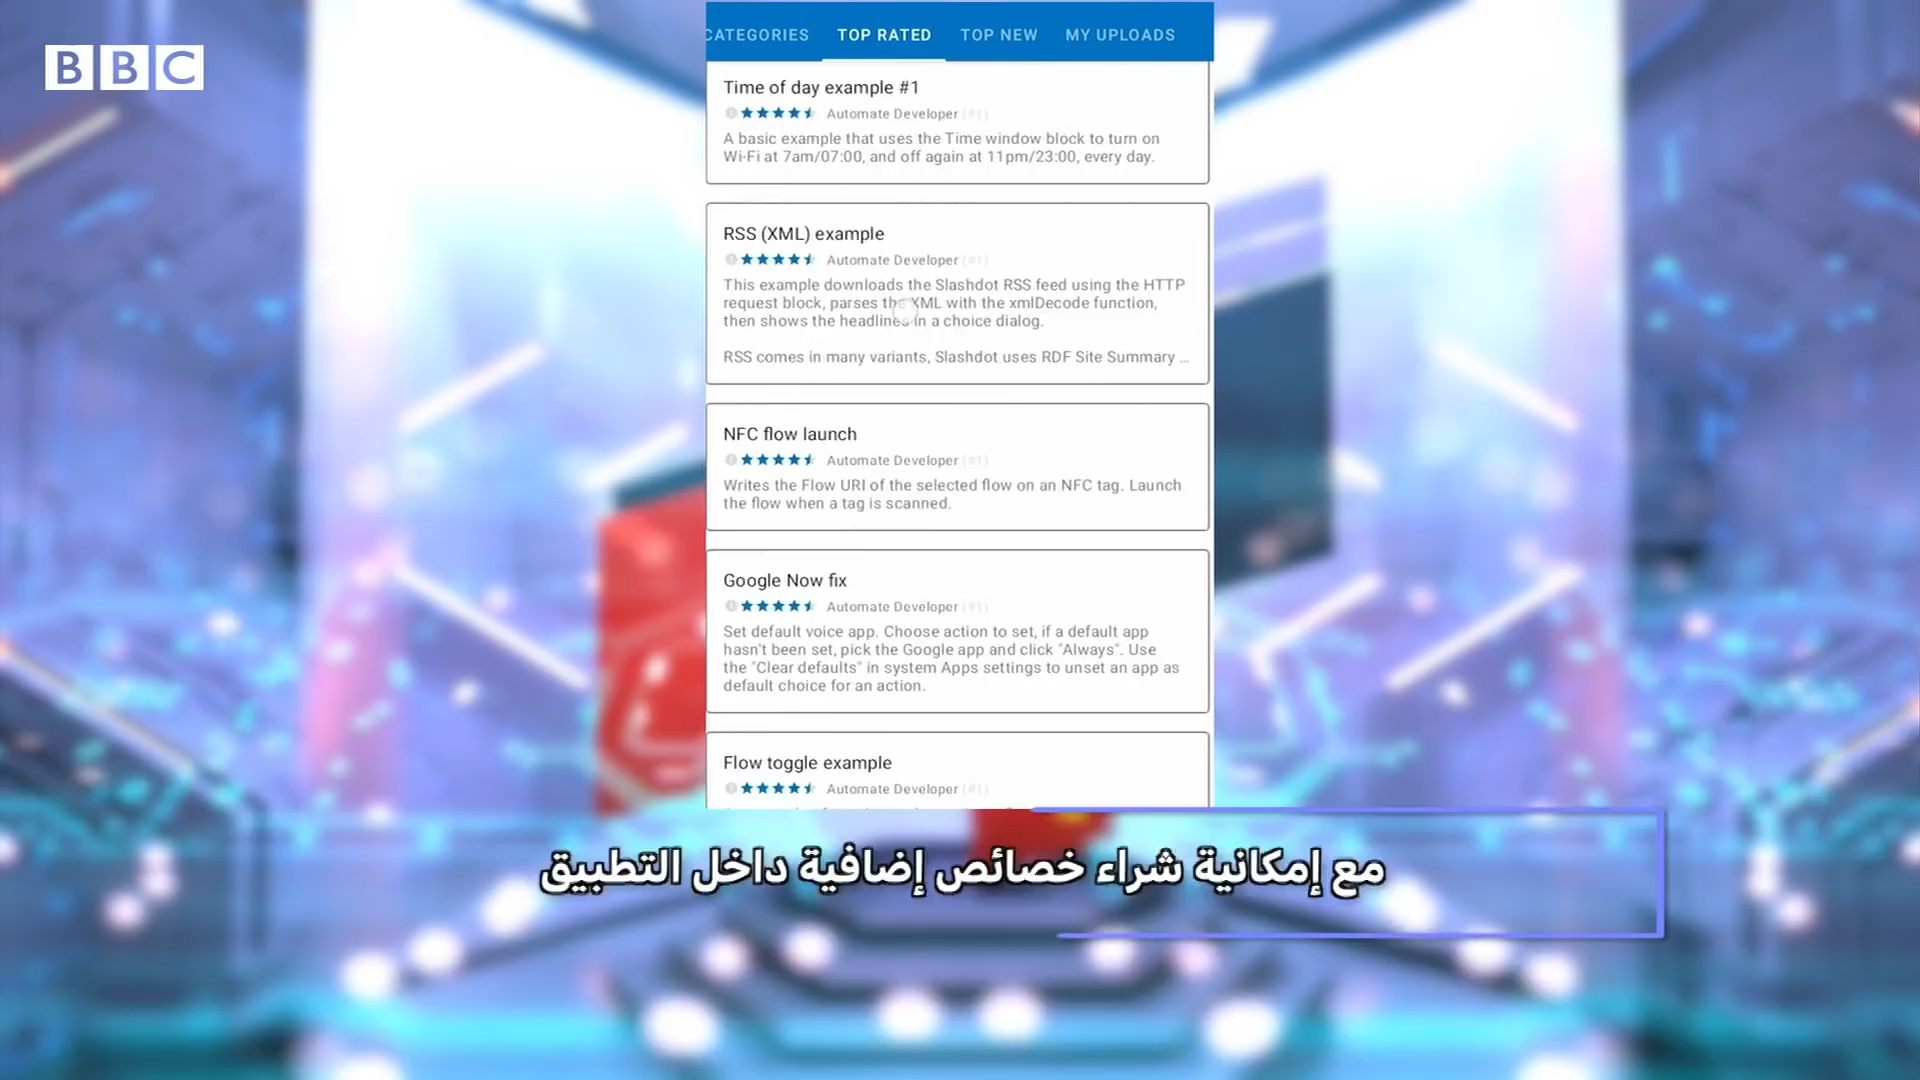 BBC
CATEGORIES TOP RATED TOP NEW MY UPLOADS
Time of day example #1
Automate Developer (#1)
A basic example that uses the Time window block to turn on
Wi-Fi at 7am/07:00, and off again at 11pm/23:00, every day.
RSS (XML) example
Automate Developer (#1)
This example downloads the Slashdot RSS feed using the HTTP
request block, parses the XML with the xmlDecode function,
then shows the headlines in a choice dialog.
RSS comes in many variants, Slashdot uses RDF Site Summary ...
NFC flow launch
Automate Developer (#1)
Writes the Flow URI of the selected flow on an NFC tag. Launch
the flow when a tag is scanned.
Google Now fix
Automate Developer (#1)
Set default voice app. Choose action to set, if a default app
hasn't been set, pick the Google app and click "Always". Use
the "Clear defaults" in system Apps settings to unset an app as
default choice for an action.
Flow toggle example
Automate Developer (#1)
مع إمكانية شراء خصائص إضافية داخل التطبيق